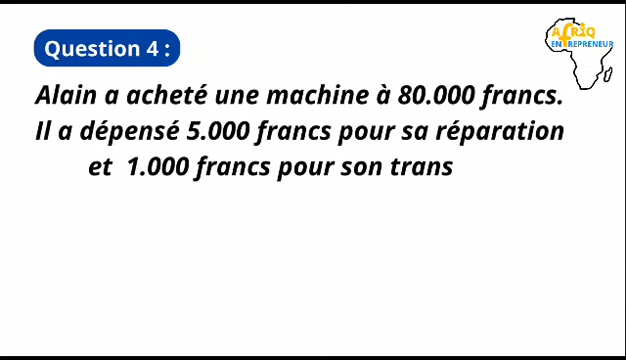 Question 4 :
AfRIQ
ENTREPRENEUR
Alain a acheté une machine à 80.000 francs.
Il a dépensé 5.000 francs pour sa réparation
et 1.000 francs pour son trans